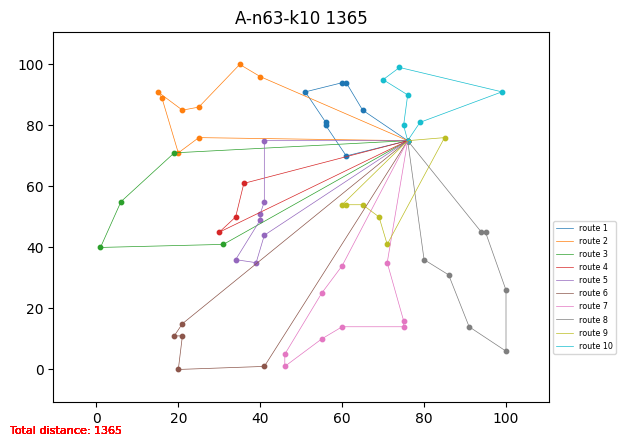 A-n63-k10 1365
100
80
60
40
20
0
0 20 40 60 80 100
route 1
route 2
route 3
route 4
route 5
route 6
route 7
route 8
route 9
route 10
Total distance: 1365